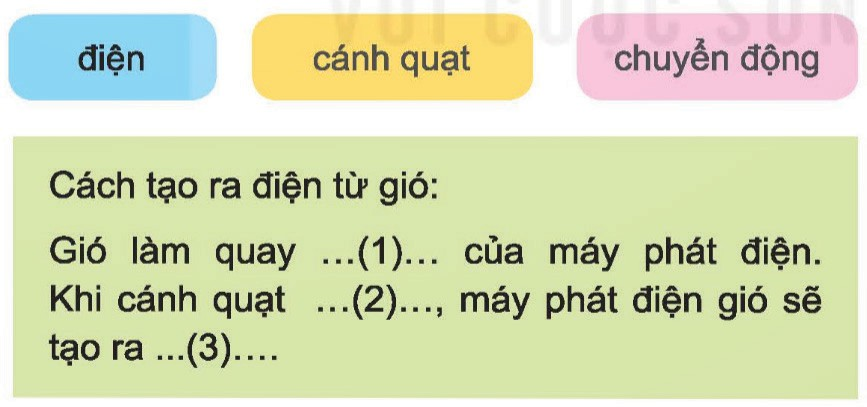 điện
cánh quạt
chuyển động
Cách tạo ra điện từ gió:
Gió làm quay ...(1)... của máy phát điện.
Khi cánh quạt ...(2)..., máy phát điện gió sẽ
tạo ra ...(3)....